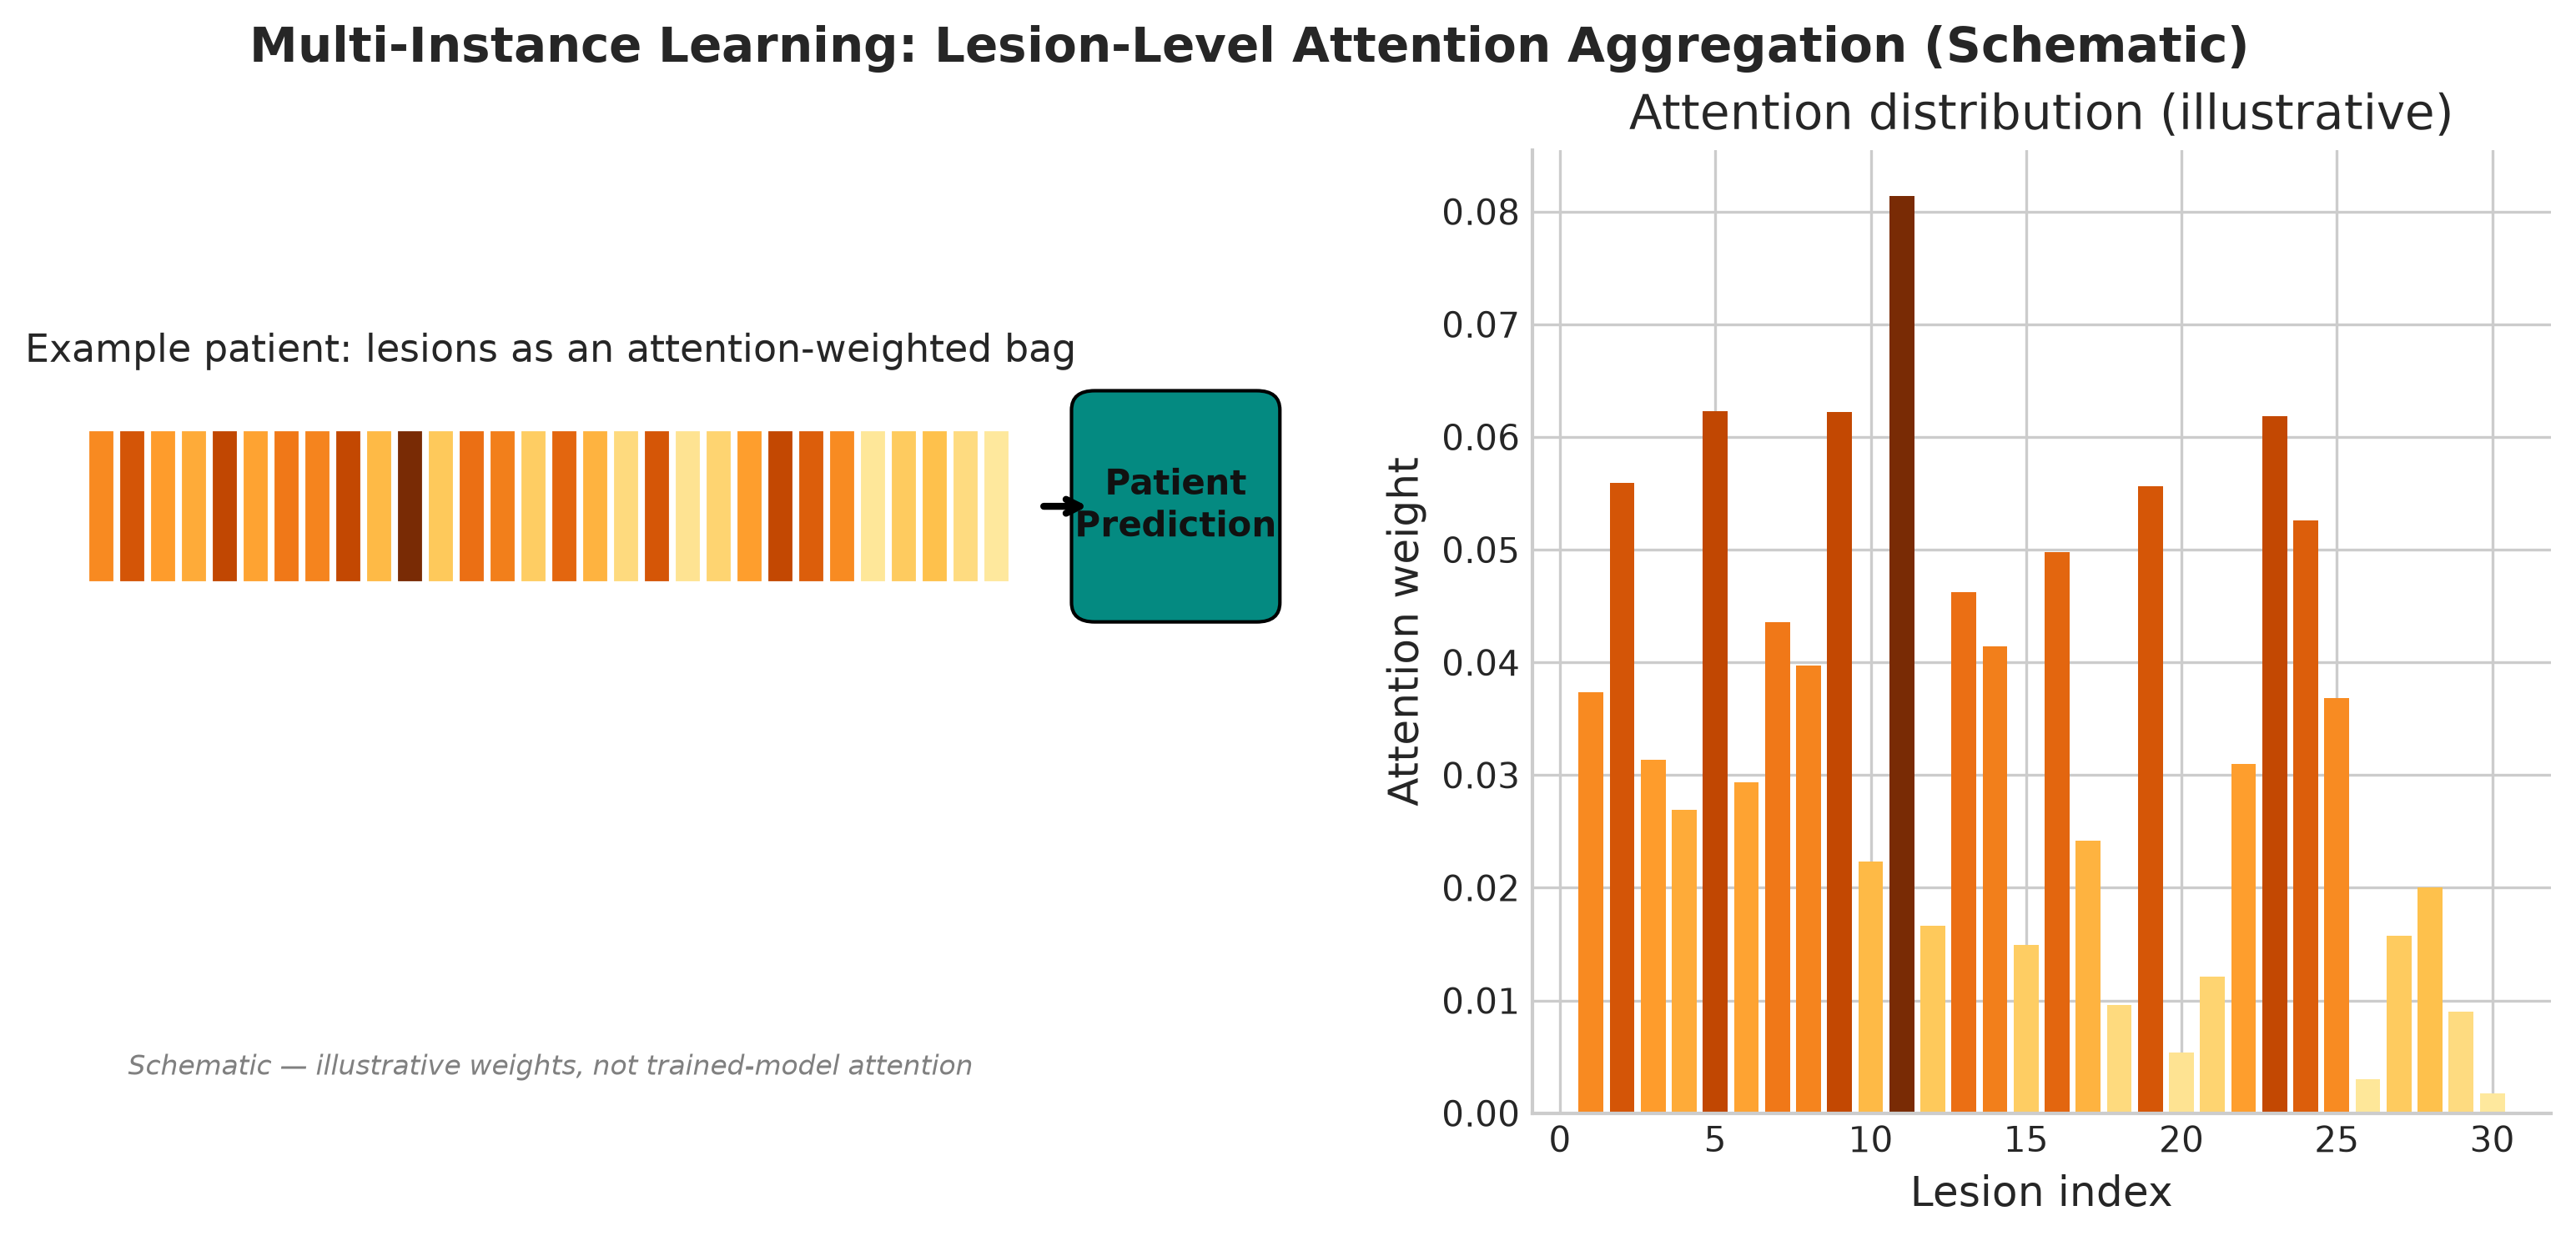 Multi-Instance Learning: Lesion-Level Attention Aggregation (Schematic)
Example patient: lesions as an attention-weighted bag
Patient
Prediction
Schematic — illustrative weights, not trained-model attention
Attention distribution (illustrative)
Attention weight
0.08
0.07
0.06
0.05
0.04
0.03
0.02
0.01
0.00
0 5 10 15 20 25 30
Lesion index